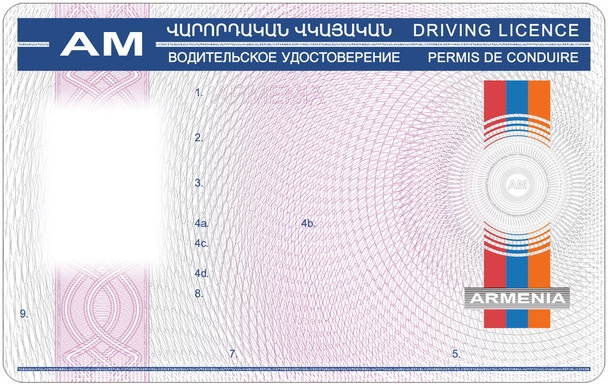 AM
ՎԱՐՈՐԴԱԿԱՆ ՎԿԱՅԱԿԱՆ DRIVING LICENCE
ВОДИТЕЛЬСКОЕ УДОСТОВЕРЕНИЕ PERMIS DE CONDUIRE
1.
2.
3.
AM
4a. 4b.
4c.
4d.
8.
ARMENIA
9.
7. 5.